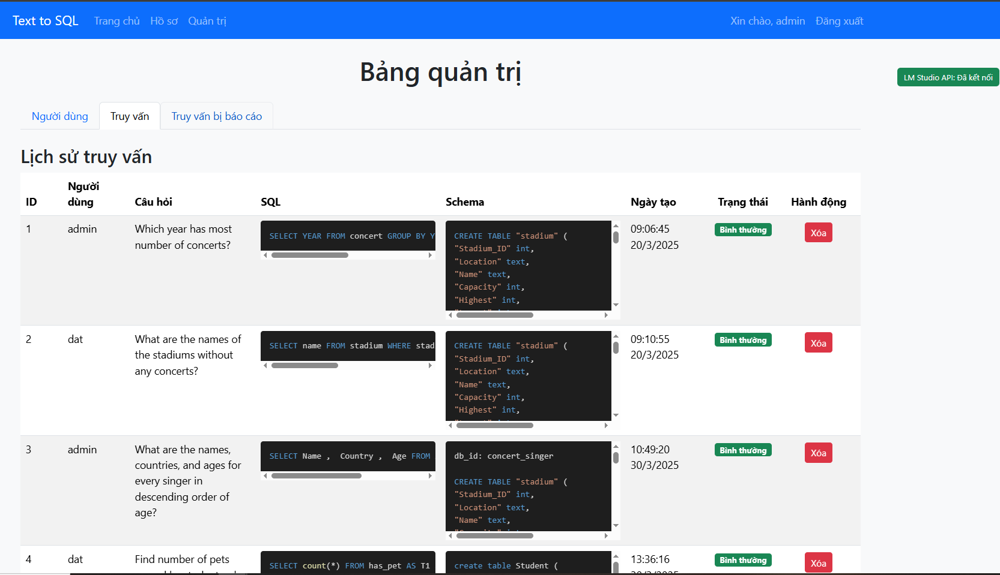 Text to SQL Trang chủ Hồ sơ Quản trị Xin chào, admin Đăng xuất
Bảng quản trị
LM Studio API: Đã kết nối
Người dùng Truy vấn Truy vấn bị báo cáo
Lịch sử truy vấn
ID Người dùng Câu hỏi SQL Schema Ngày tạo Trạng thái Hành động
1 admin
Which year has most
number of concerts?
SELECT YEAR FROM concert GROUP BY Y
CREATE TABLE "stadium" (
"Stadium_ID" int,
"Location" text,
"Name" text,
"Capacity" int,
"Highest" int,
09:06:45
20/3/2025
Bình thường
Xóa
2 dat
What are the names of
the stadiums without
any concerts?
SELECT name FROM stadium WHERE stad
CREATE TABLE "stadium" (
"Stadium_ID" int,
"Location" text,
"Name" text,
"Capacity" int,
"Highest" int,
09:10:55
20/3/2025
Bình thường
Xóa
3 admin
What are the names,
countries, and ages for
every singer in
descending order of
age?
SELECT Name , Country , Age FROM
db_id: concert_singer
CREATE TABLE "stadium" (
"Stadium_ID" int,
"Location" text,
"Name" text,
10:49:20
30/3/2025
Bình thường
Xóa
4 dat
Find number of pets
SELECT count(*) FROM has_pet AS T1
create table Student (
13:36:16
Bình thường
Xóa